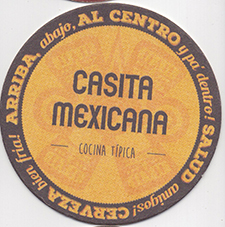 ARRIBA, abajo, AL CENTRO y pa' dentro! SALUD amigos! CERVEZA bien fría!
CASITA
MEXICANA
COCINA TÍPICA